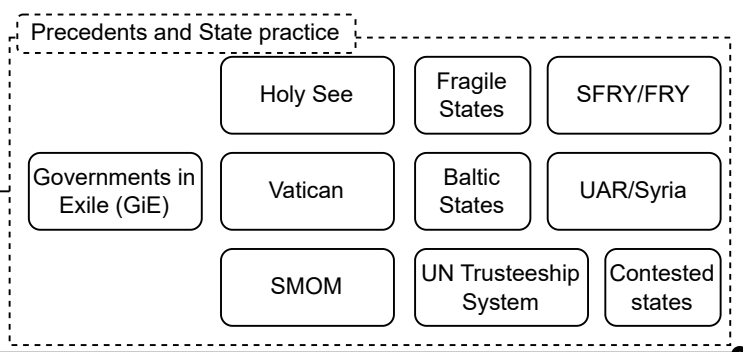 Precedents and State practice
Holy See
Fragile
States
SFRY/FRY
Governments in
Exile (GiE)
Vatican
Baltic
States
UAR/Syria
SMOM
UN Trusteeship
System
Contested
states